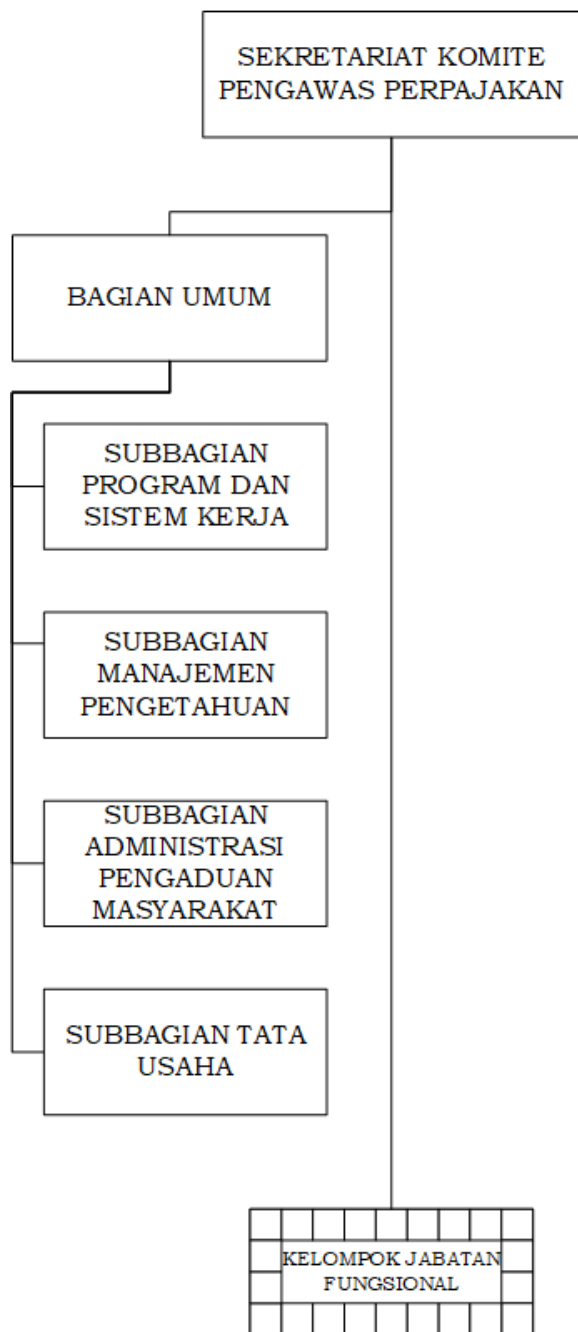 SEKRETARIAT KOMITE
PENGAWAS PERPAJAKAN
BAGIAN UMUM
SUBBAGIAN
PROGRAM DAN
SISTEM KERJA
SUBBAGIAN
MANAJEMEN
PENGETAHUAN
SUBBAGIAN
ADMINISTRASI
PENGADUAN
MASYARAKAT
SUBBAGIAN TATA
USAHA
KELOMPOK JABATAN
FUNGSIONAL